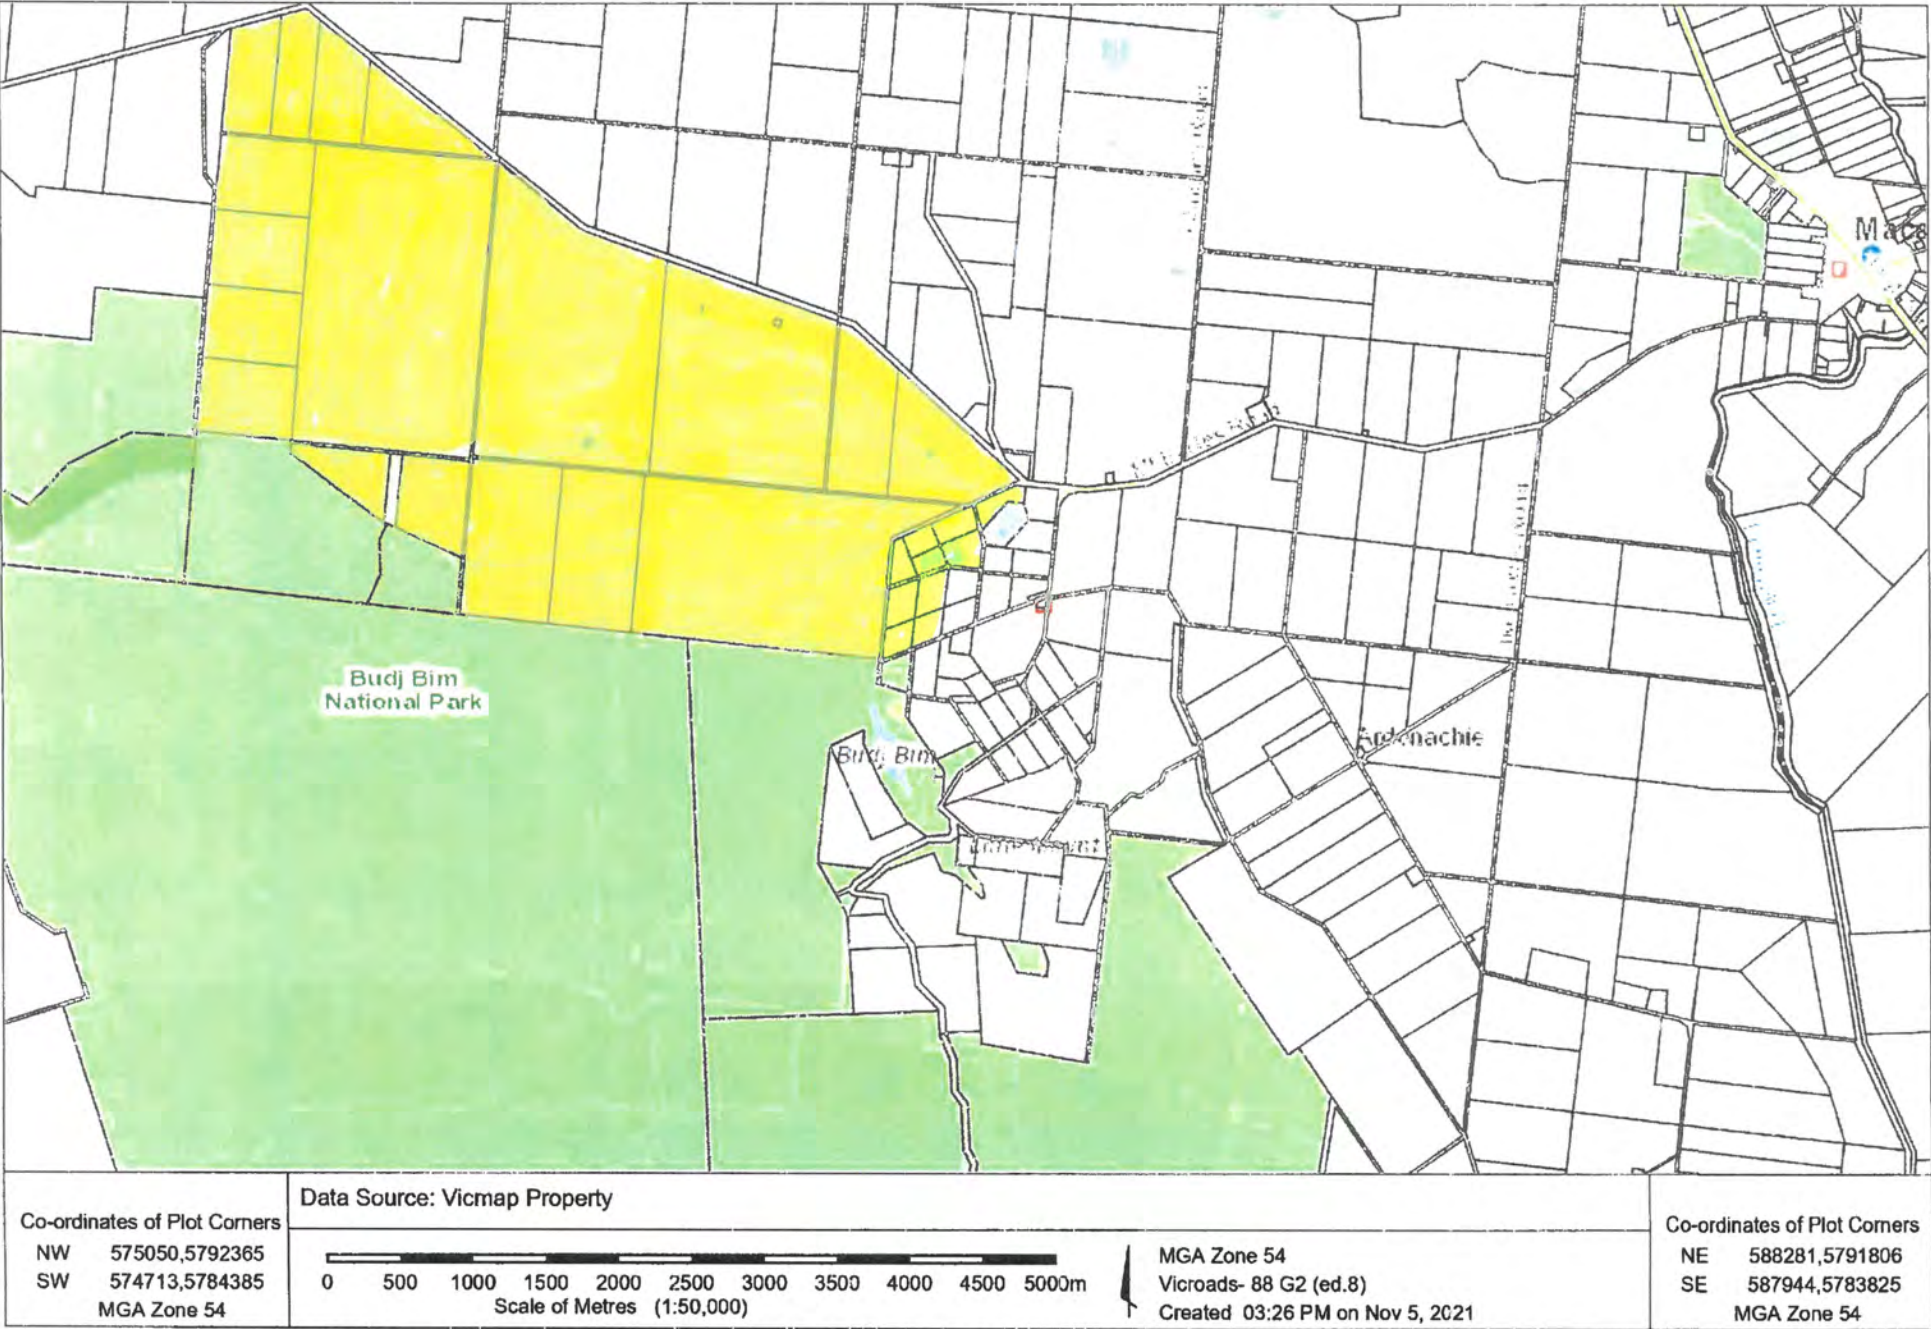 Maca
Budj Bim
National Park
Budj Bim
Ardonachie
Data Source: Vicmap Property
Co-ordinates of Plot Corners
NW 575050,5792365
SW 574713,5784385
MGA Zone 54
0 500 1000 1500 2000 2500 3000 3500 4000 4500 5000m
Scale of Metres (1:50,000)
MGA Zone 54
Vicroads- 88 G2 (ed.8)
Created 03:26 PM on Nov 5, 2021
Co-ordinates of Plot Corners
NE 588281,5791806
SE 587944,5783825
MGA Zone 54